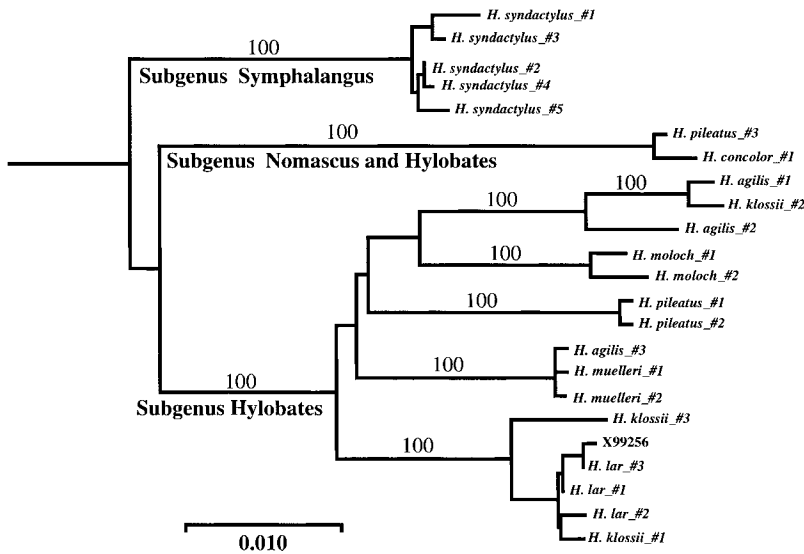 H. syndactylus_#1
100
H. syndactylus_#3
Subgenus Symphalangus
H. syndactylus_#2
H. syndactylus_#4
H. syndactylus_#5
100
H. pileatus_#3
Subgenus Nomascus and Hylobates
H. concolor_#1
100
H. agilis_#1
100
H. klossii_#2
H. agilis_#2
100
H. moloch_#1
H. moloch_#2
100
H. pileatus_#1
H. pileatus_#2
H. agilis_#3
100
H. muelleri_#1
100
H. muelleri_#2
Subgenus Hylobates
H. klossii_#3
100
X99256
H. lar_#3
H. lar_#1
H. lar_#2
H. klossii_#1
0.010